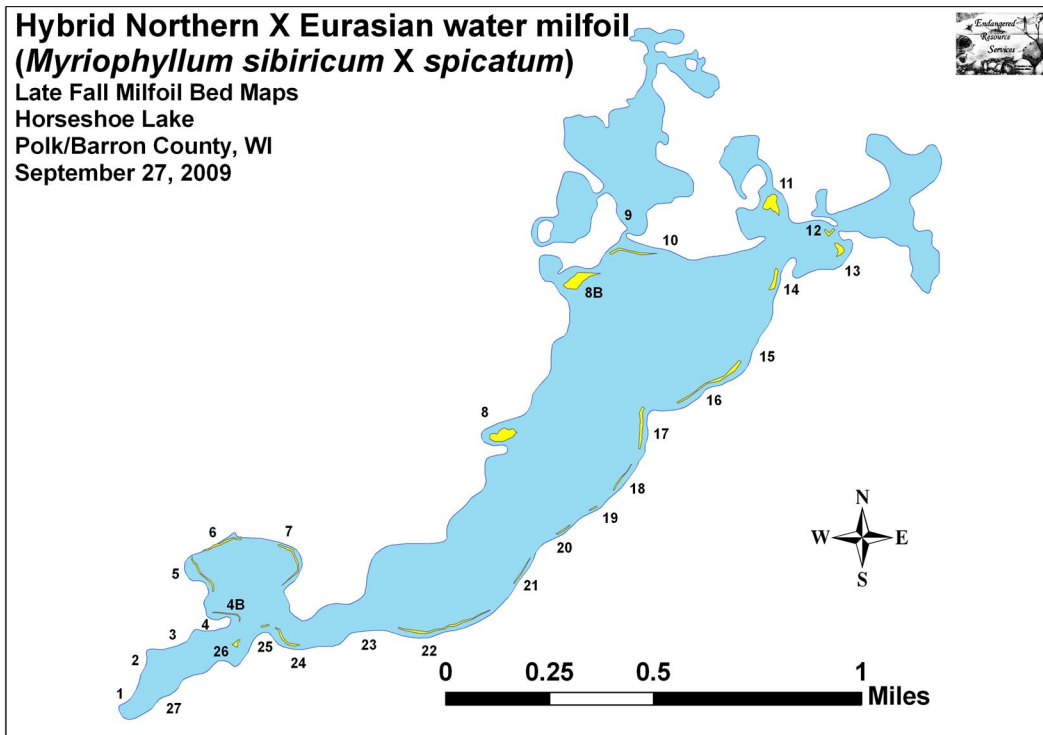 Hybrid Northern X Eurasian water milfoil
(Myriophyllum sibiricum X spicatum)
Late Fall Milfoil Bed Maps
Horseshoe Lake
Polk/Barron County, WI
September 27, 2009
Endangered
Resource
Services
11
9
12
10
13
8B
14
15
16
8
17
18
19
N
W E
S
6
7
20
5
21
4B
4
3
25
23
22
26
24
2
1
27
0 0.25 0.5 1
Miles